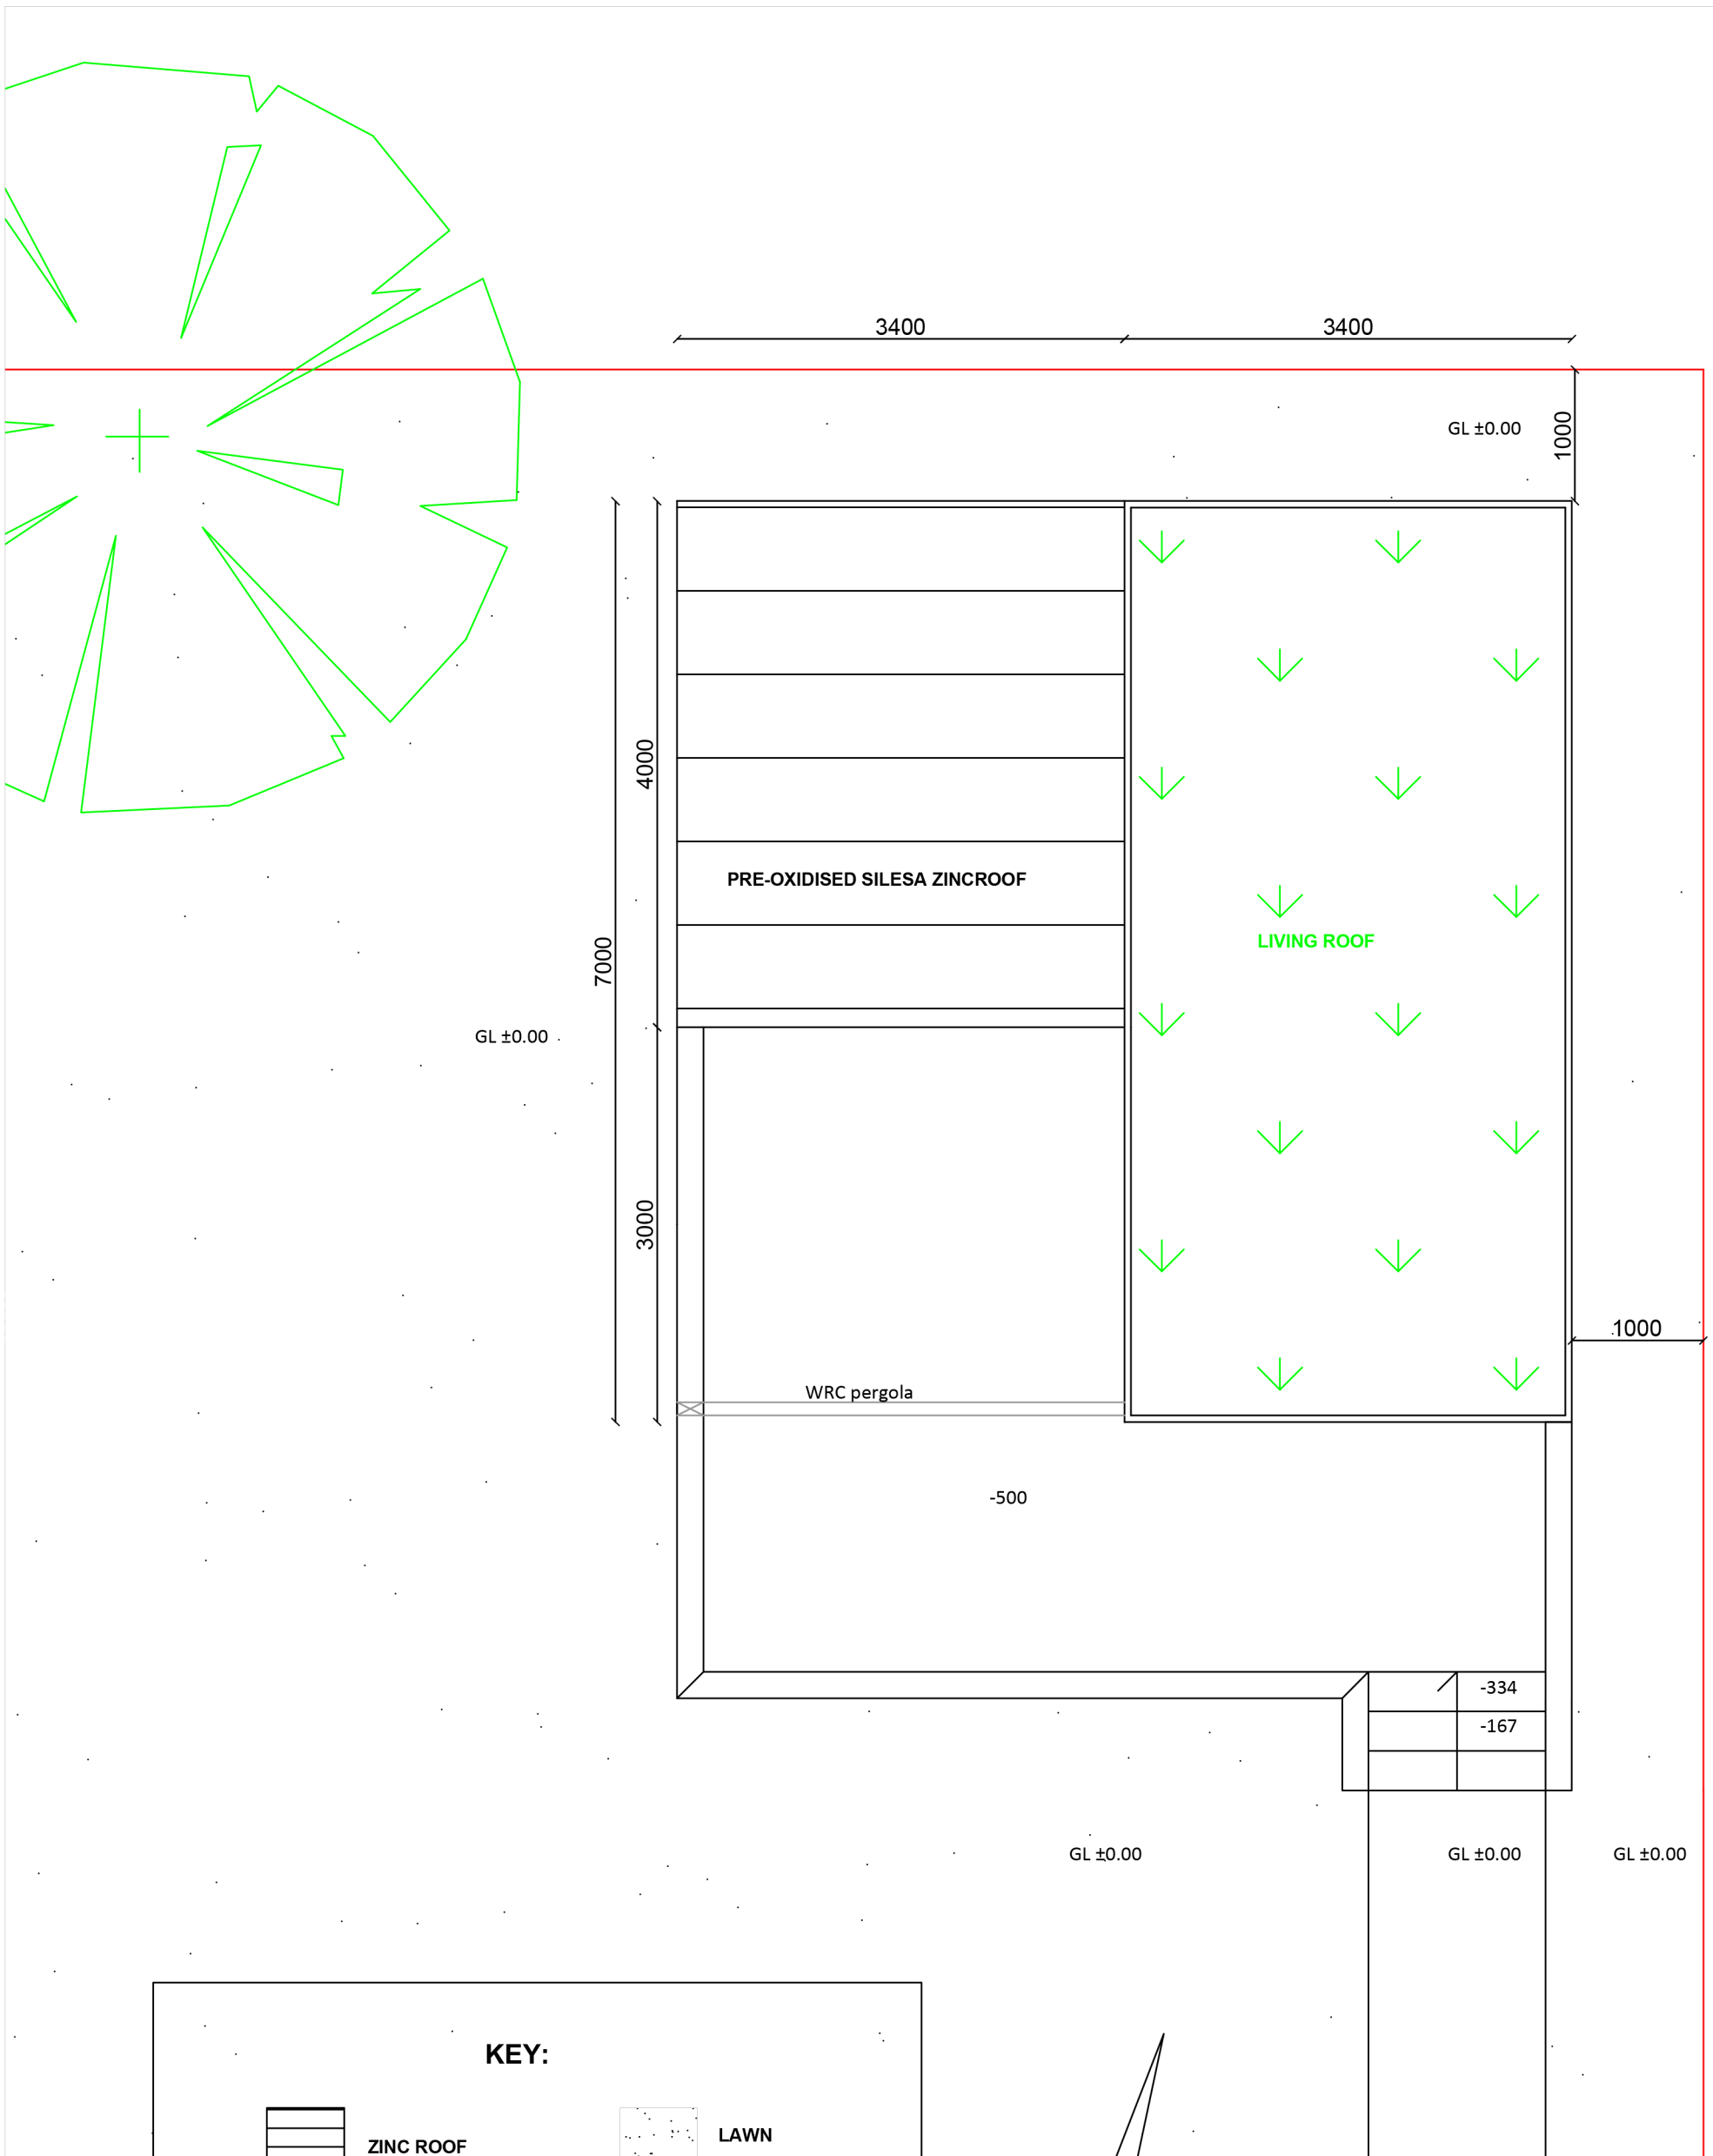 3400
3400
GL ±0.00
1000
4000
PRE-OXIDISED SILESA ZINCROOF
LIVING ROOF
7000
GL ±0.00
3000
1000
WRC pergola
-500
-334
-167
GL ±0.00
GL ±0.00
GL ±0.00
KEY:
ZINC ROOF
LAWN